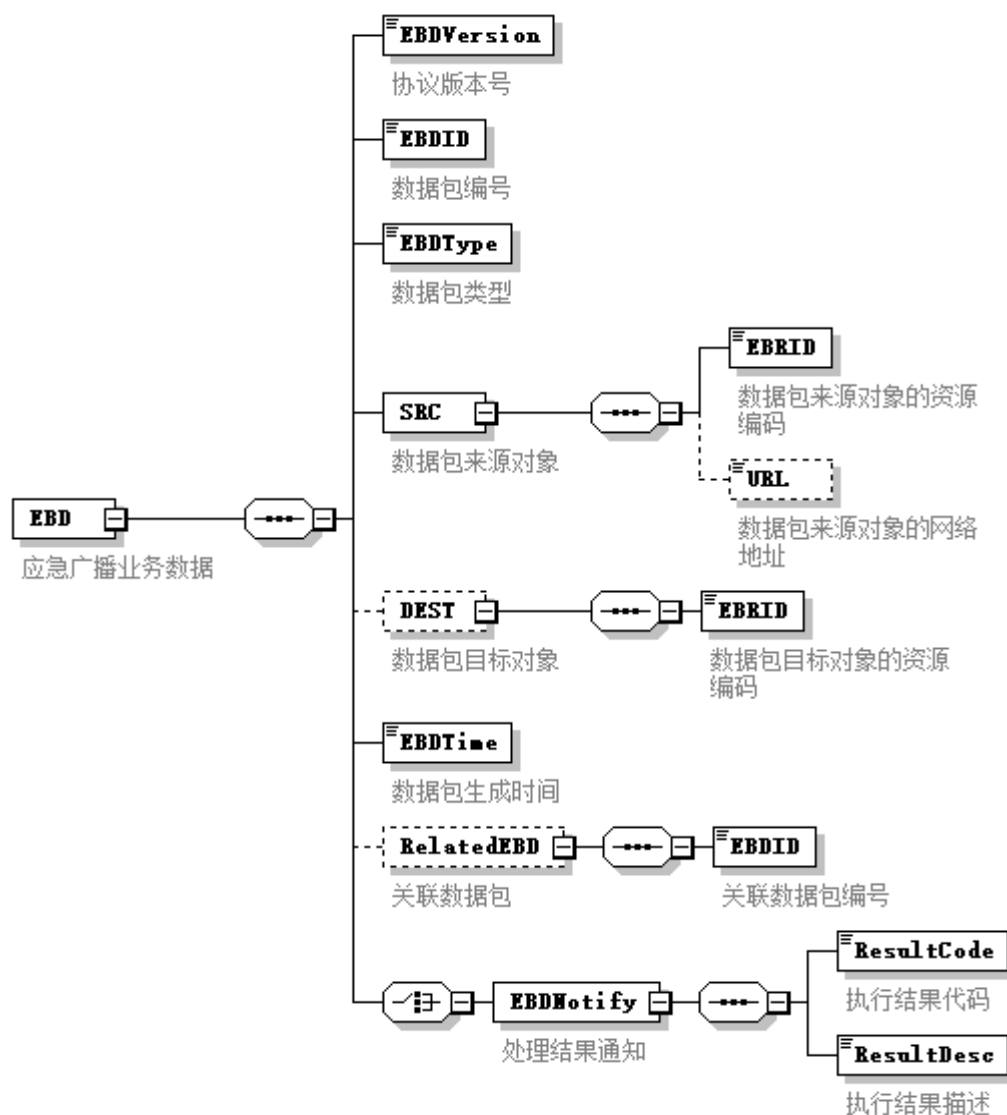 EBDVersion
协议版本号
EBDID
数据包编号
EBDType
数据包类型
SRC
数据包来源对象
EBRID
数据包来源对象的资源
编码
URL
数据包来源对象的网络
地址
EBD
应急广播业务数据
DEST
数据包目标对象
EBRID
数据包目标对象的资源
编码
EBDTime
数据包生成时间
RelatedEBD
关联数据包
EBDID
关联数据包编号
EBDNotify
处理结果通知
ResultCode
执行结果代码
ResultDesc
执行结果描述